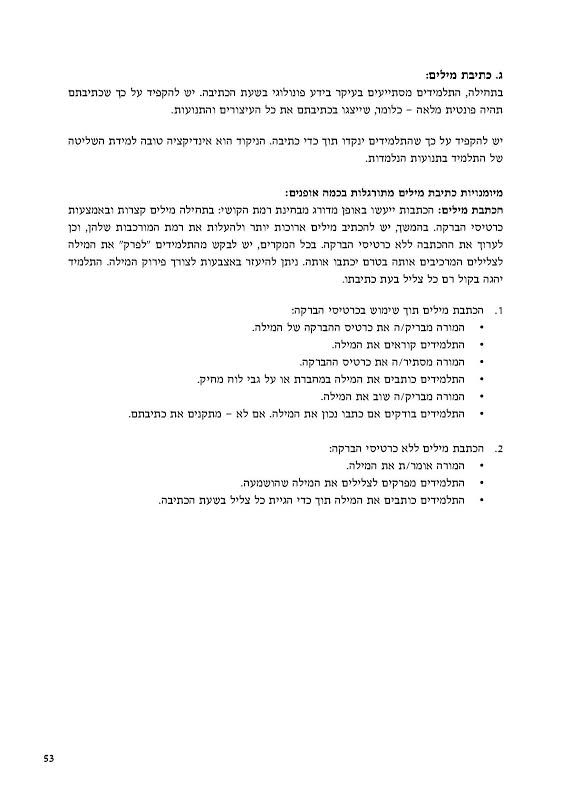 ג. כתיבת מילים:
בתחילה, התלמידים מסתייעים בעיקר בידע פונולוגי בשעת הכתיבה. יש להקפיד על כך שכתיבתם
תהיה פונטית מלאה – כלומר, שייצגו בכתיבתם את כל העיצורים והתנועות.
יש להקפיד על כך שהתלמידים ינקדו תוך כדי כתיבה. הניקוד הוא אינדיקציה טובה למידת השליטה
של התלמיד בתנועות הנלמדות.
מיומנויות כתיבת מילים מתורגלות בכמה אופנים:
הכתבת מילים: הכתבות ייעשו באופן מדורג מבחינת רמת הקושי: בתחילה מילים קצרות ובאמצעות
כרטיסי הברקה. בהמשך, יש להכתיב מילים ארוכות יותר ולהעלות את רמת המורכבות שלהן, וכן
לערוך את ההכתבה ללא כרטיסי הברקה. בכל המקרים, יש לבקש מהתלמידים "לפרק" את המילה
לצלילים המרכיבים אותה בטרם יכתבו אותה. ניתן להיעזר באצבעות לצורך פירוק המילה. התלמיד
יהגה בקול רם כל צליל בעת כתיבתו.
1. הכתבת מילים תוך שימוש בכרטיסי הברקה:
• המורה מבריק/ה את כרטיס ההברקה של המילה.
• התלמידים קוראים את המילה.
• המורה מסתיר/ה את כרטיס ההברקה.
• התלמידים כותבים את המילה במחברת או על גבי לוח מחיק.
• המורה מבריק/ה שוב את המילה.
• התלמידים בודקים אם כתבו נכון את המילה. אם לא – מתקנים את כתיבתם.
2. הכתבת מילים ללא כרטיסי הברקה:
• המורה אומר/ת את המילה.
• התלמידים מפרקים לצלילים את המילה שהושמעה.
• התלמידים כותבים את המילה תוך כדי הגיית כל צליל בשעת הכתיבה.
53